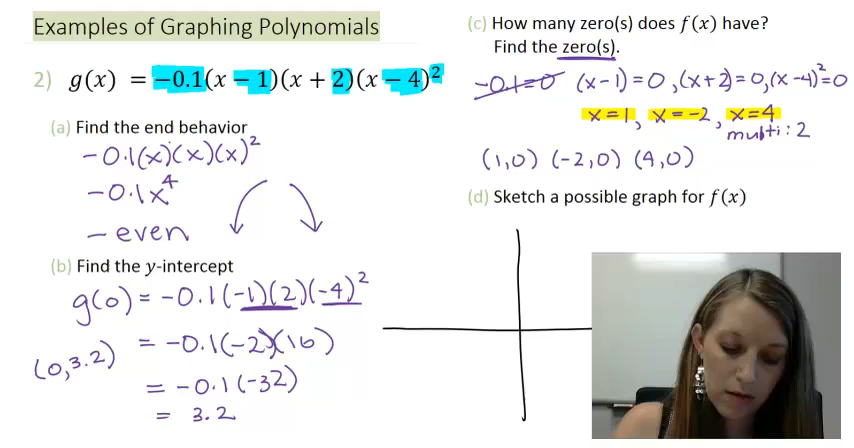 Examples of Graphing Polynomials
2) g(x) = −0.1(x − 1)(x + 2)(x − 4)²
(a) Find the end behavior
−0.1(x)(x)(x)²
−0.1x⁴
− even
(b) Find the y-intercept
g(0) = −0.1(−1)(2)(−4)²
= −0.1(−2)(16)
(0,3.2)
= −0.1(−32)
= 3.2
(c) How many zero(s) does f(x) have?
Find the zero(s).
−0.1=0 (x−1)=0, (x+2)=0, (x−4)²=0
x=1, x=−2, x=4
multi: 2
(1,0) (−2,0) (4,0)
(d) Sketch a possible graph for f(x)